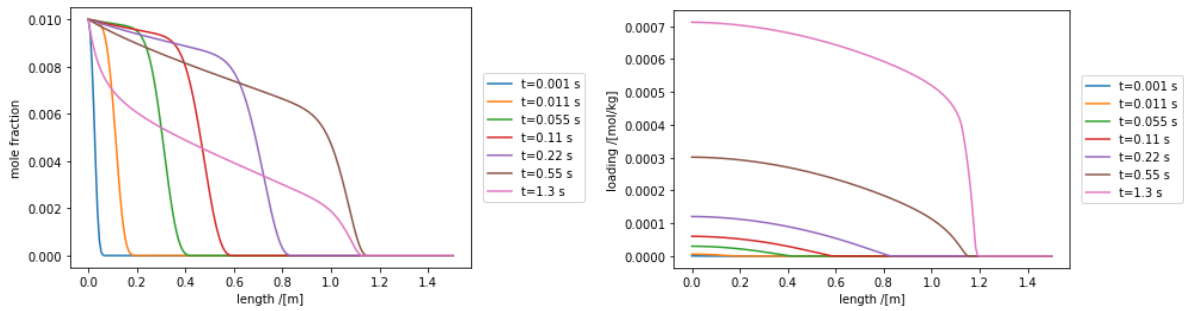 0.010
0.008
0.006
0.004
0.002
0.000
mole fraction
0.0 0.2 0.4 0.6 0.8 1.0 1.2 1.4
length /[m]
t=0.001 s
t=0.011 s
t=0.055 s
t=0.11 s
t=0.22 s
t=0.55 s
t=1.3 s
0.0007
0.0006
0.0005
0.0004
0.0003
0.0002
0.0001
0.0000
loading /[mol/kg]
0.0 0.2 0.4 0.6 0.8 1.0 1.2 1.4
length /[m]
t=0.001 s
t=0.011 s
t=0.055 s
t=0.11 s
t=0.22 s
t=0.55 s
t=1.3 s